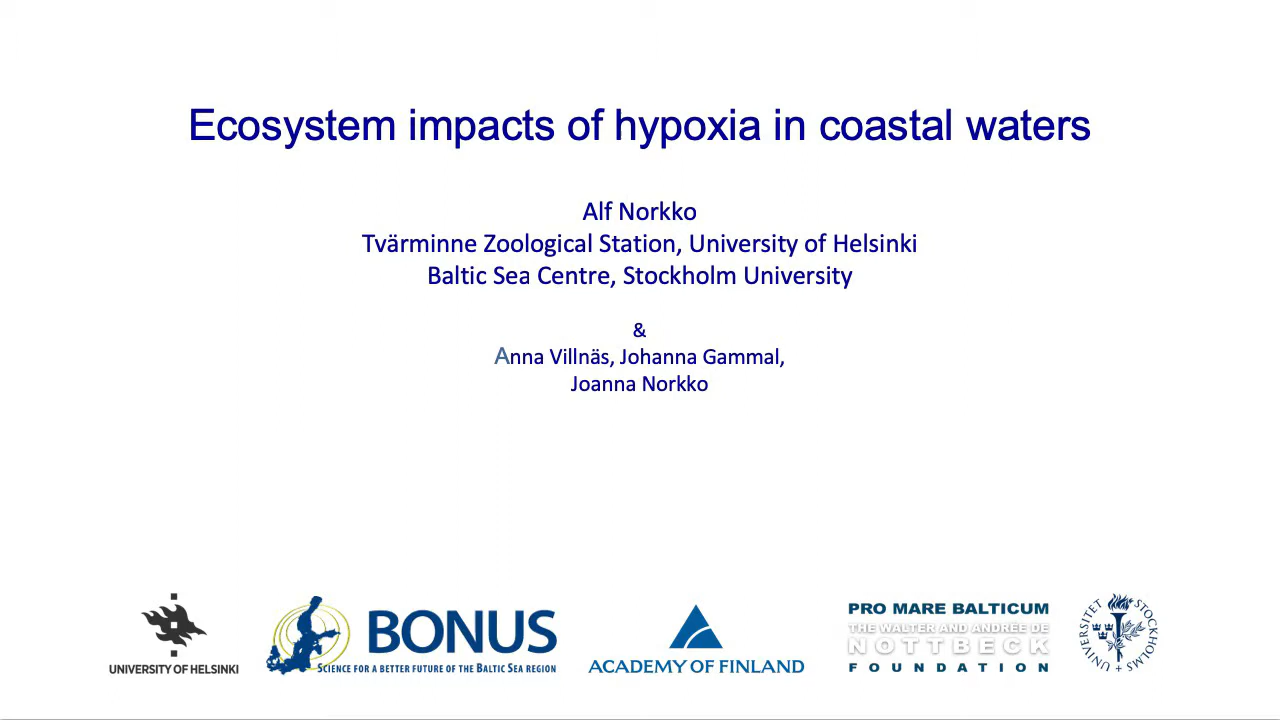 Ecosystem impacts of hypoxia in coastal waters
Alf Norkko
Tvärminne Zoological Station, University of Helsinki
Baltic Sea Centre, Stockholm University
&
Anna Villnäs, Johanna Gammal,
Joanna Norkko
UNIVERSITY OF HELSINKI
BONUS
SCIENCE FOR A BETTER FUTURE OF THE BALTIC SEA REGION
ACADEMY OF FINLAND
PRO MARE BALTICUM
THE WALTER AND ANDRÉE DE
NOTTBECK
FOUNDATION
STOCKHOLMS UNIVERSITET